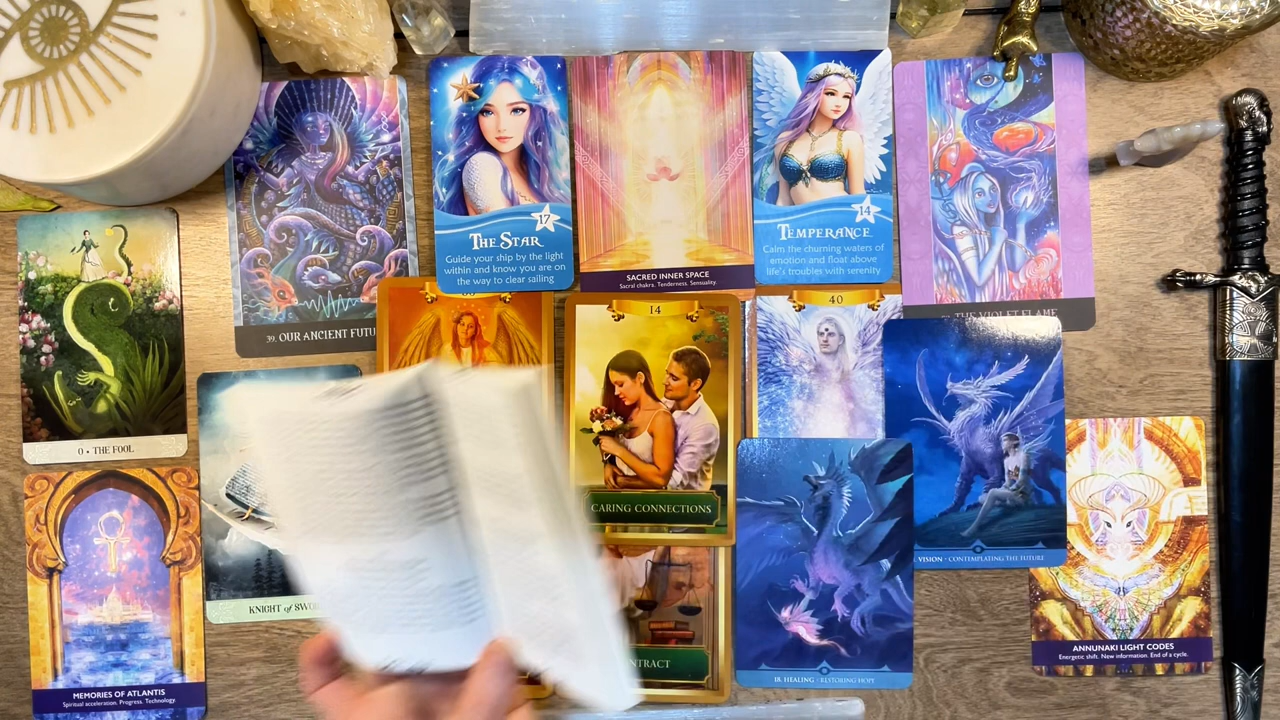 17
THE STAR
Guide your ship by the light
within and know you are on
the way to clear sailing
SACRED INNER SPACE
Sacral chakra. Tenderness. Sensuality.
14
TEMPERANCE
Calm the churning waters of
emotion and float above
life's troubles with serenity
39. OUR ANCIENT FUTU
THE VIOLET FLAME
14
40
0 • THE FOOL
CARING CONNECTIONS
VISION • CONTEMPLATING THE FUTURE
KNIGHT of SWO
ANNUNAKI LIGHT CODES
Energetic shift. New information. End of a cycle.
NTRACT
18. HEALING • RESTORING HOPE
MEMORIES OF ATLANTIS
Spiritual acceleration. Progress. Technology.